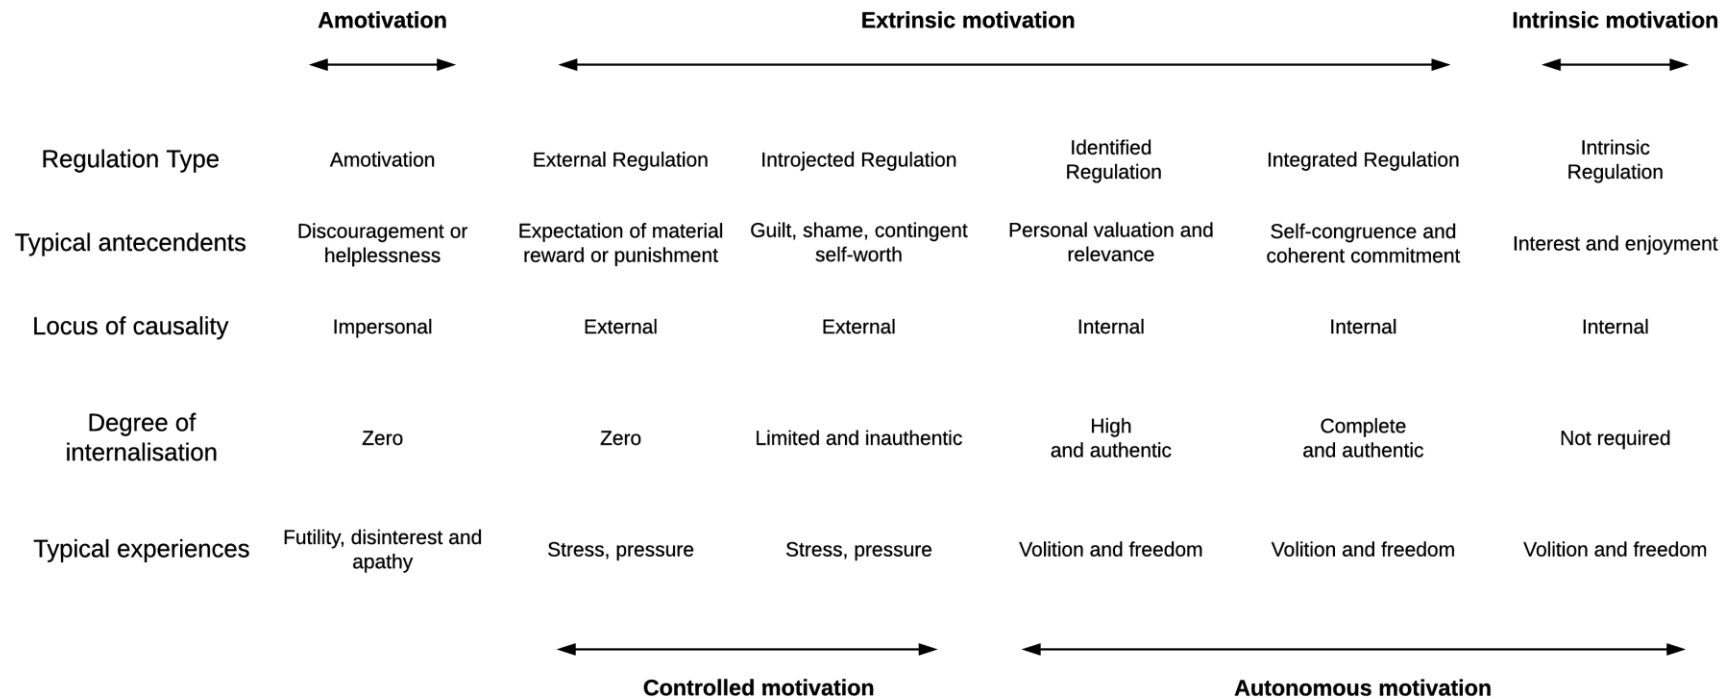 Amotivation
Extrinsic motivation
Intrinsic motivation
Regulation Type
Amotivation
External Regulation
Introjected Regulation
Identified
Regulation
Integrated Regulation
Intrinsic
Regulation
Typical antecendents
Discouragement or
helplessness
Expectation of material
reward or punishment
Guilt, shame, contingent
self-worth
Personal valuation and
relevance
Self-congruence and
coherent commitment
Interest and enjoyment
Locus of causality
Impersonal
External
External
Internal
Internal
Internal
Degree of
internalisation
Zero
Zero
Limited and inauthentic
High
and authentic
Complete
and authentic
Not required
Typical experiences
Futility, disinterest and
apathy
Stress, pressure
Stress, pressure
Volition and freedom
Volition and freedom
Volition and freedom
Controlled motivation
Autonomous motivation